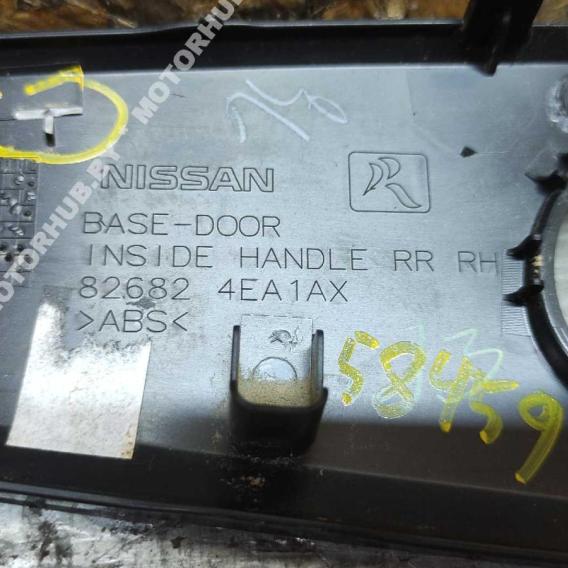 NISSAN
BASE-DOOR
INSIDE HANDLE RR RH
82682 4EA1AX
>ABS<
58459
MOTORHUB.BY